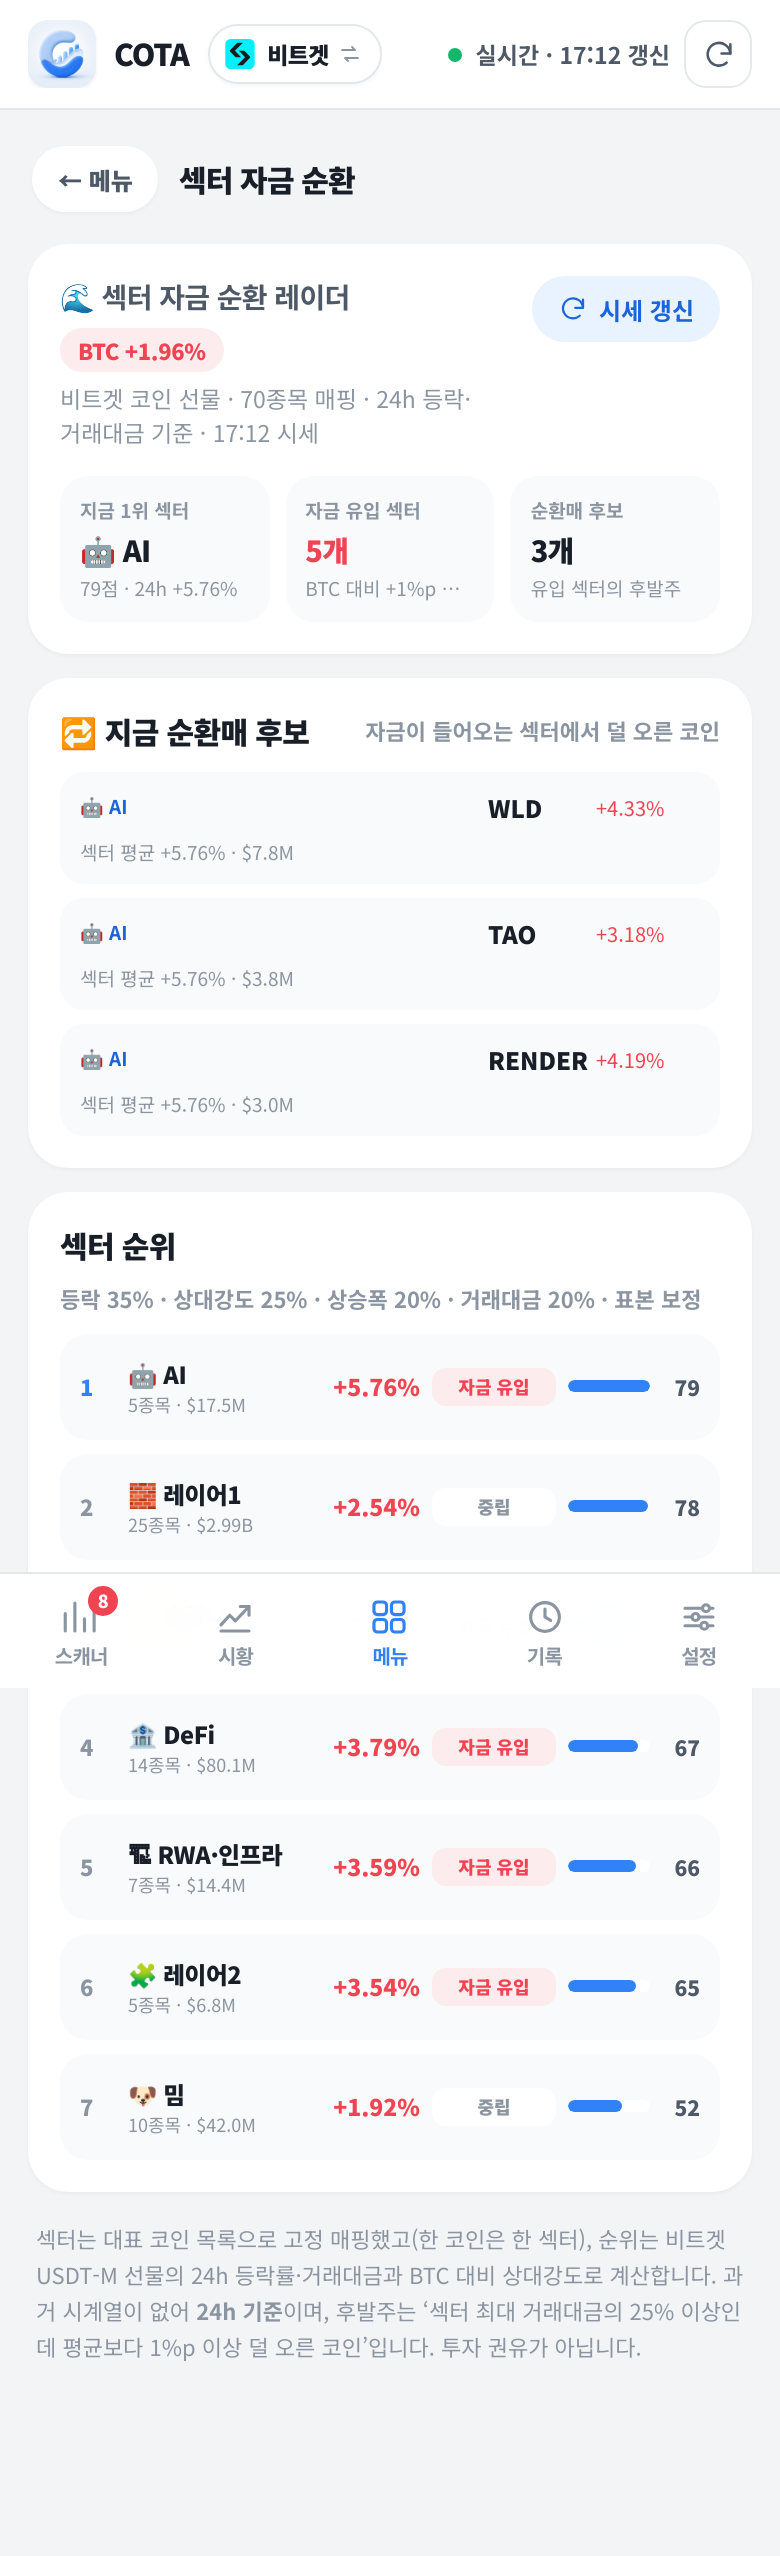 COTA 비트겟 실시간 · 17:12 갱신
← 메뉴 섹터 자금 순환
🌊 섹터 자금 순환 레이더
시세 갱신
BTC +1.96%
비트겟 코인 선물 · 70종목 매핑 · 24h 등락·
거래대금 기준 · 17:12 시세
지금 1위 섹터
🤖 AI
79점 · 24h +5.76%
자금 유입 섹터
5개
BTC 대비 +1%p ···
순환매 후보
3개
유입 섹터의 후발주
🔁 지금 순환매 후보 자금이 들어오는 섹터에서 덜 오른 코인
🤖 AI WLD +4.33%
섹터 평균 +5.76% · $7.8M
🤖 AI TAO +3.18%
섹터 평균 +5.76% · $3.8M
🤖 AI RENDER +4.19%
섹터 평균 +5.76% · $3.0M
섹터 순위
등락 35% · 상대강도 25% · 상승폭 20% · 거래대금 20% · 표본 보정
1 🤖 AI +5.76% 자금 유입 79
5종목 · $17.5M
2 🧱 레이어1 +2.54% 중립 78
25종목 · $2.99B
8
스캐너 시황 메뉴 기록 설정
4 🏦 DeFi +3.79% 자금 유입 67
14종목 · $80.1M
5 🏗 RWA·인프라 +3.59% 자금 유입 66
7종목 · $14.4M
6 🧩 레이어2 +3.54% 자금 유입 65
5종목 · $6.8M
7 🐶 밈 +1.92% 중립 52
10종목 · $42.0M
섹터는 대표 코인 목록으로 고정 매핑했고(한 코인은 한 섹터), 순위는 비트겟
USDT-M 선물의 24h 등락률·거래대금과 BTC 대비 상대강도로 계산합니다. 과
거 시계열이 없어 24h 기준이며, 후발주는 ‘섹터 최대 거래대금의 25% 이상인
데 평균보다 1%p 이상 덜 오른 코인’입니다. 투자 권유가 아닙니다.